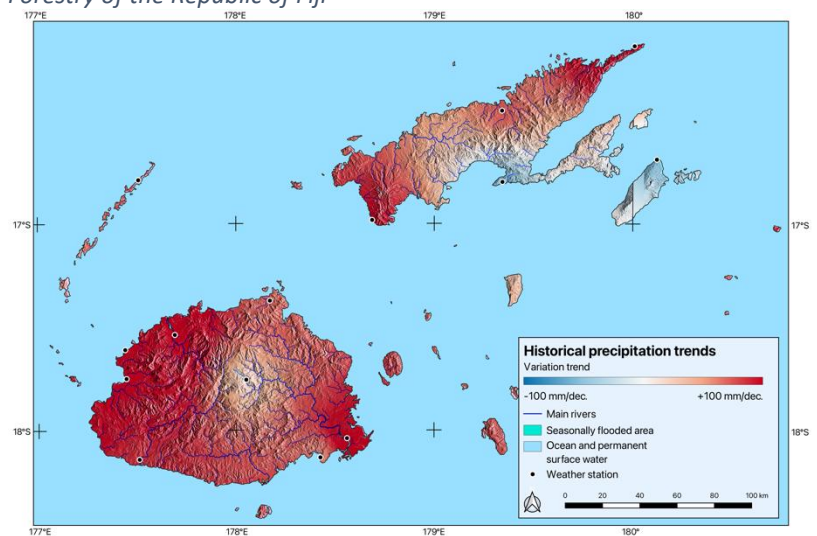 Forestry of the Republic of Fiji
177°E 178°E 179°E 180°
17°S 17°S
18°S 18°S
Historical precipitation trends
Variation trend
-100 mm/dec. +100 mm/dec.
Main rivers
Seasonally flooded area
Ocean and permanent
surface water
Weather station
0 20 40 60 80 100 km
177°E 178°E 179°E 180°